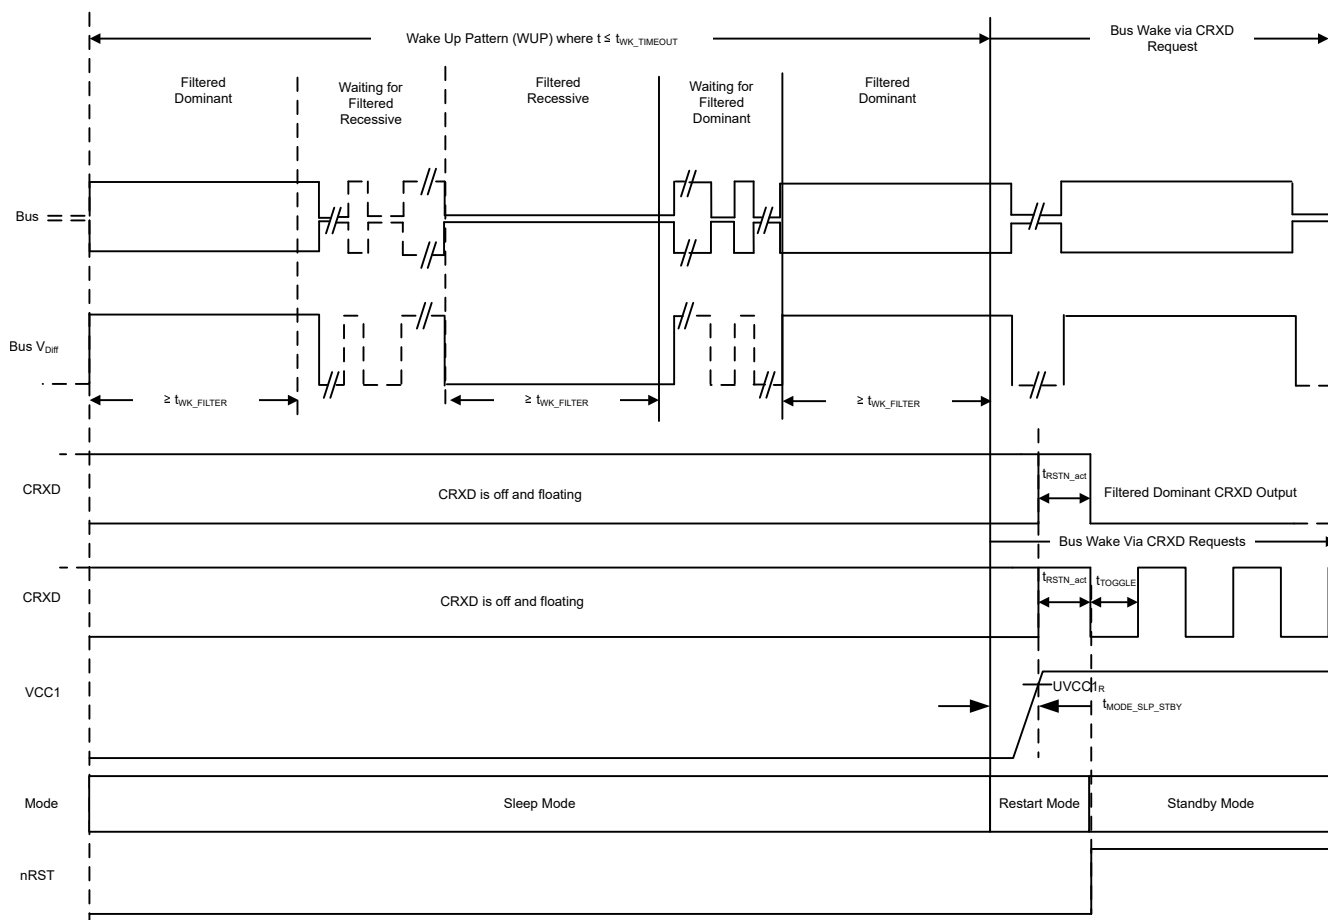 Wake Up Pattern (WUP) where t ≤ tWK_TIMEOUT
Bus Wake via CRXD
Request
Filtered
Dominant
Waiting for
Filtered
Recessive
Filtered
Recessive
Waiting for
Filtered
Dominant
Filtered
Dominant
Bus
Bus VDiff
≥ tWK_FILTER
≥ tWK_FILTER
≥ tWK_FILTER
CRXD
CRXD is off and floating
tRSTN_act
Filtered Dominant CRXD Output
Bus Wake Via CRXD Requests
CRXD
CRXD is off and floating
tRSTN_act
tTOGGLE
VCC1
UVCC1R
tMODE_SLP_STBY
Mode
Sleep Mode
Restart Mode
Standby Mode
nRST